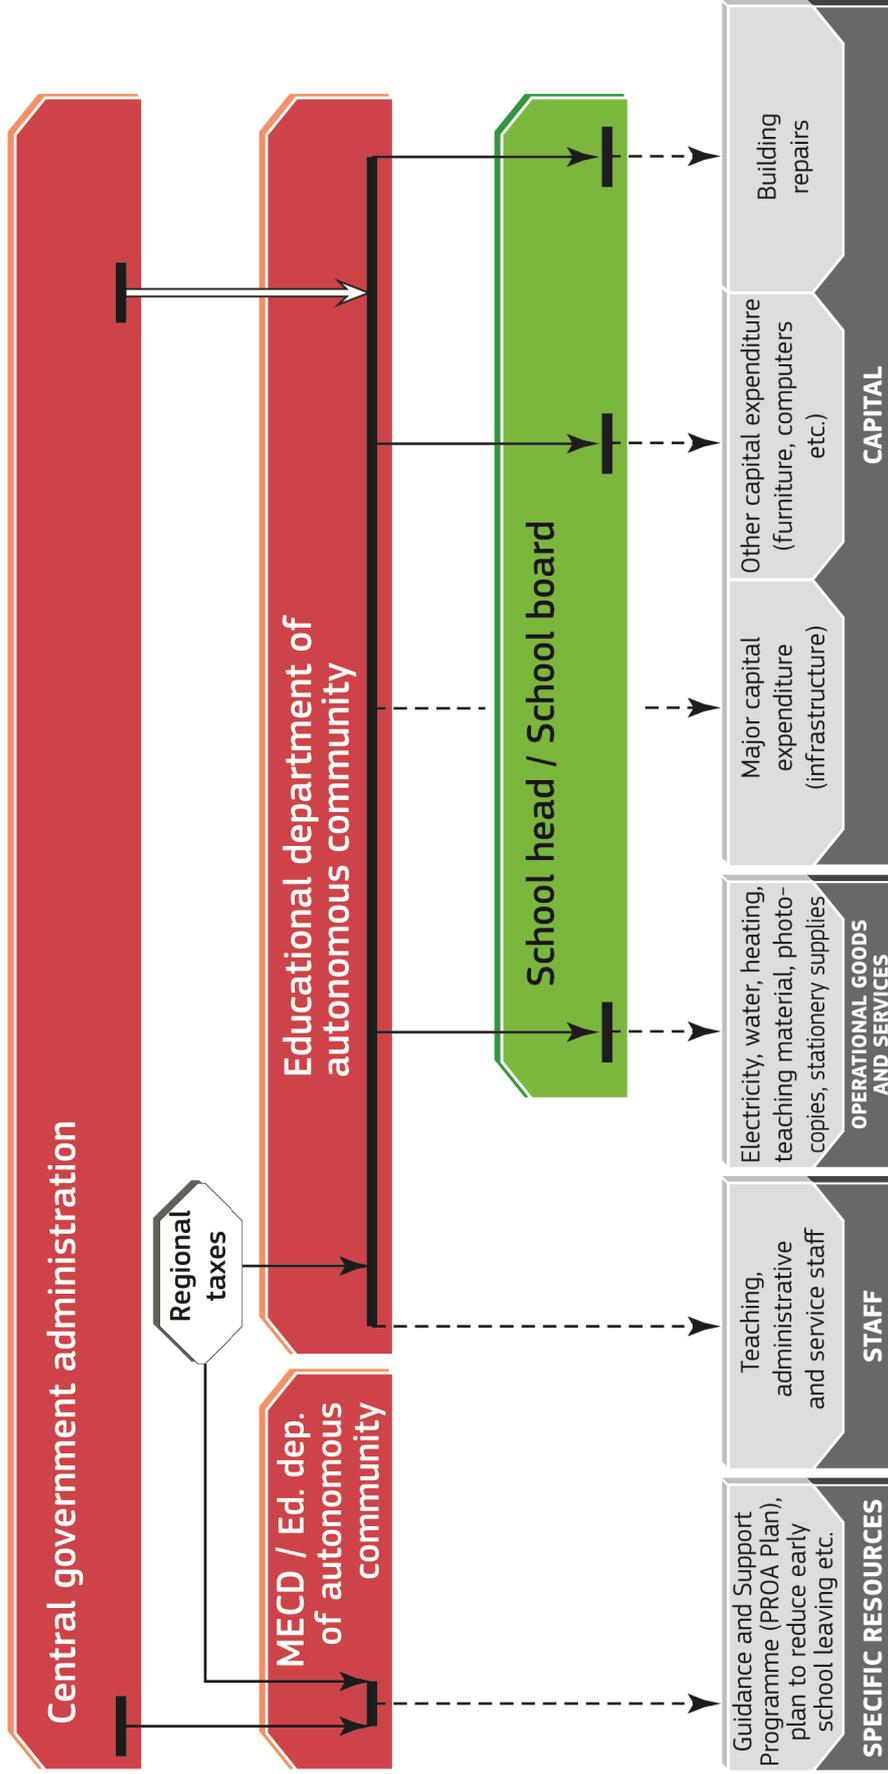 Central government administration
Regional
taxes
MECD / Ed. dep.
of autonomous
community
Educational department of
autonomous community
School head / School board
Guidance and Support
Programme (PROA Plan),
plan to reduce early
school leaving etc.
Teaching,
administrative
and service staff
Electricity, water, heating,
teaching material, photo-
copies, stationery supplies
Major capital
expenditure
(infrastructure)
Other capital expenditure
(furniture, computers
etc.)
Building
repairs
SPECIFIC RESOURCES
STAFF
OPERATIONAL GOODS
AND SERVICES
CAPITAL